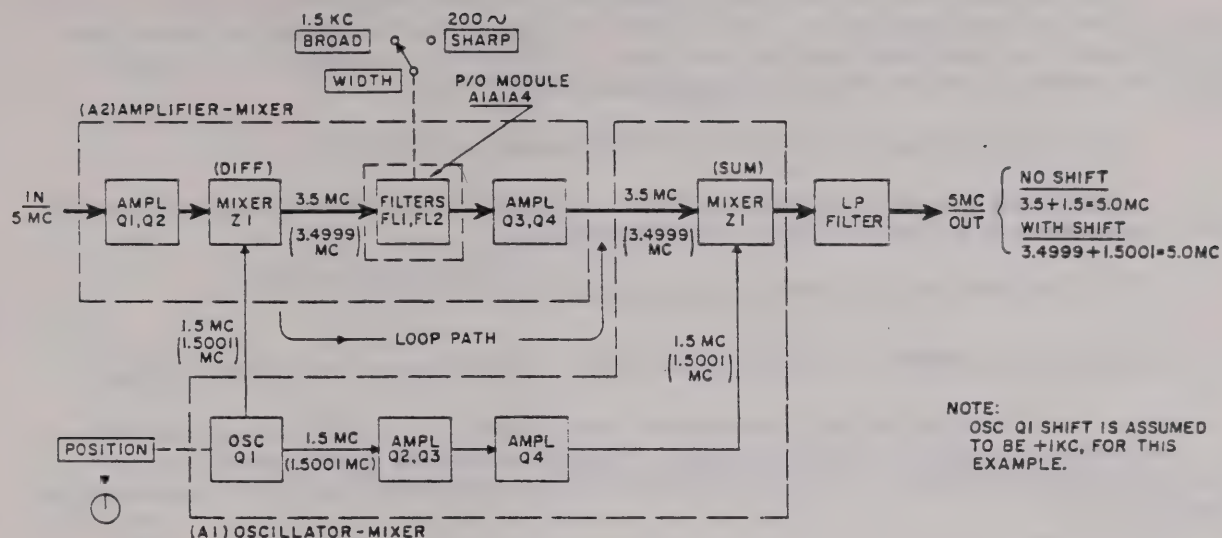 1.5 KC
BROAD
200 ~
SHARP
WIDTH
P/O MODULE
A1A1A4
(A2) AMPLIFIER-MIXER
IN
5 MC
AMPL
Q1,Q2
(DIFF)
MIXER
Z1
3.5 MC
(3.4999
MC)
FILTERS
FL1,FL2
AMPL
Q3,Q4
3.5 MC
(3.4999
MC)
(SUM)
MIXER
Z1
LP
FILTER
5MC
OUT
NO SHIFT
3.5+1.5=5.0MC
WITH SHIFT
3.4999+1.5001=5.0MC
1.5 MC
(1.5001
MC)
LOOP PATH
1.5 MC
(1.5001
MC)
POSITION
OSC
Q1
1.5 MC
(1.5001 MC)
AMPL
Q2,Q3
AMPL
Q4
NOTE:
OSC Q1 SHIFT IS ASSUMED
TO BE +1KC, FOR THIS
EXAMPLE.
(A1) OSCILLATOR-MIXER